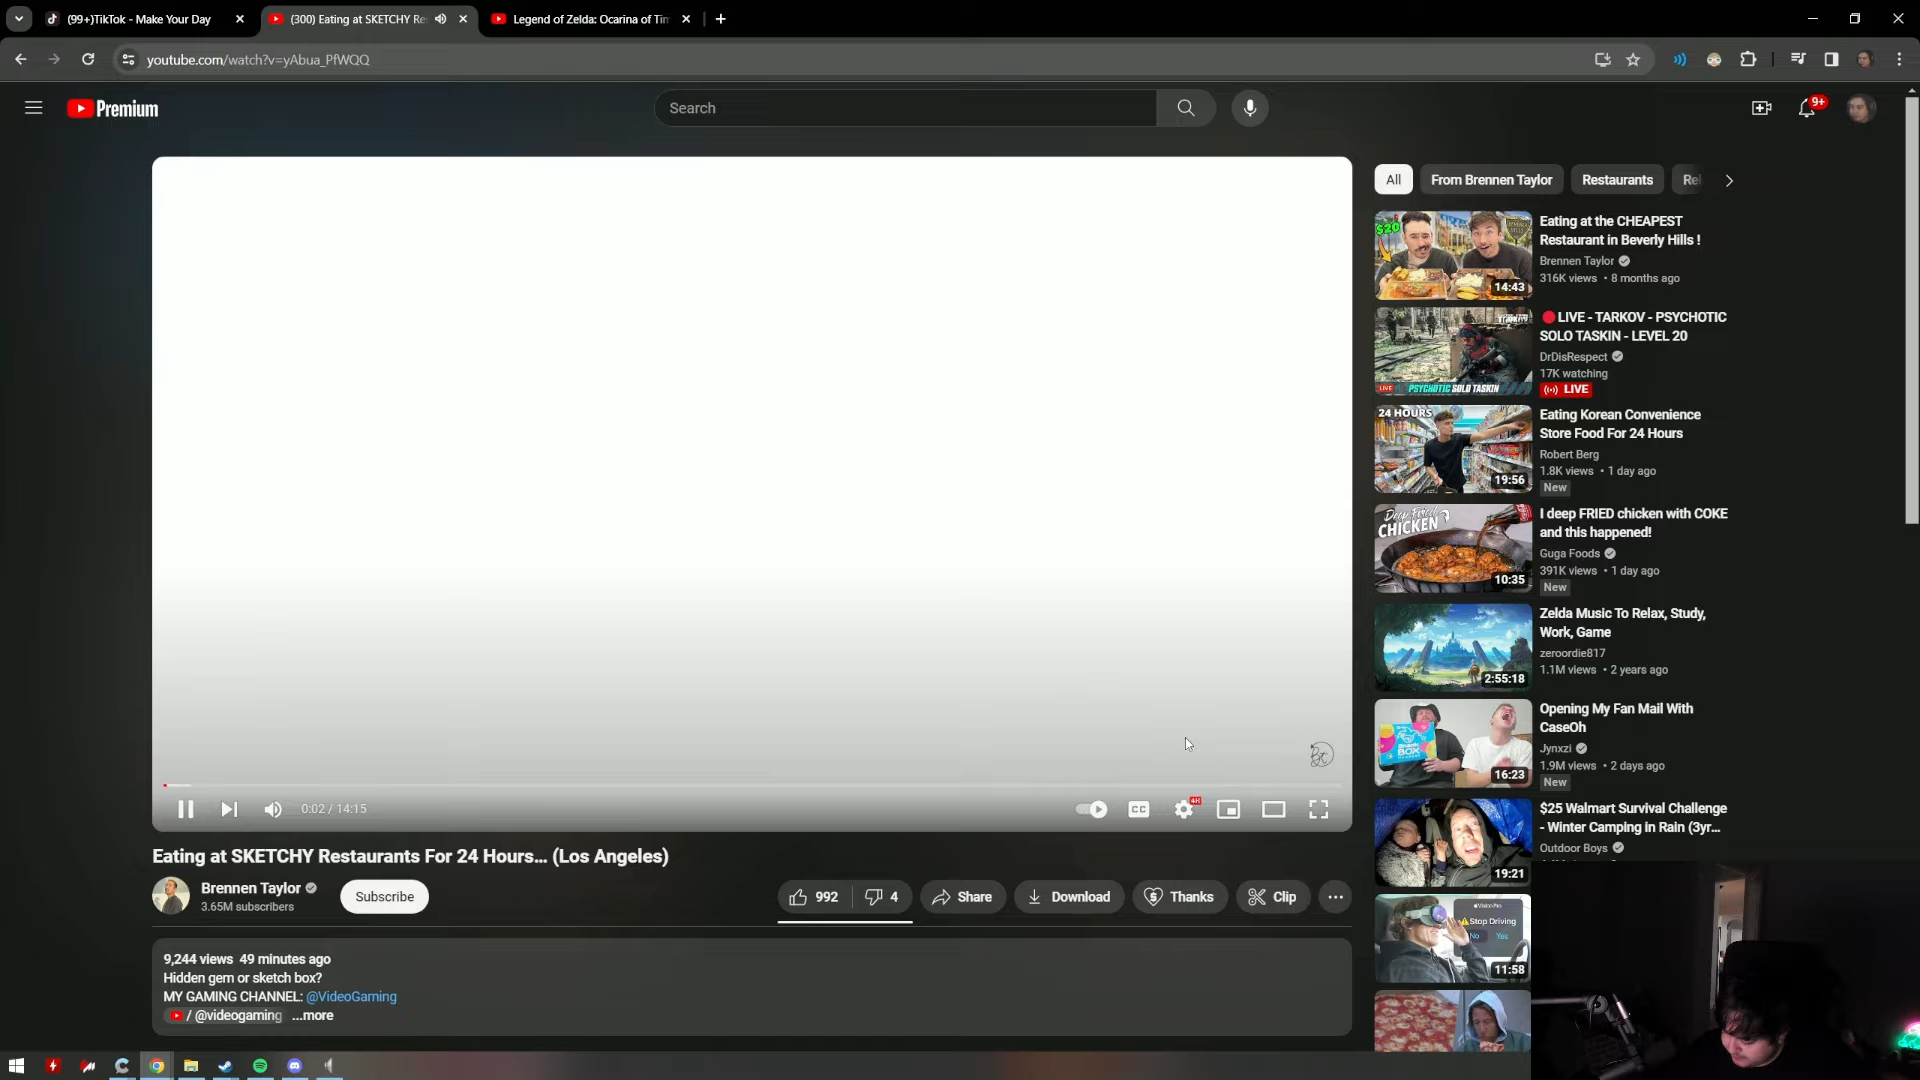 (99+)TikTok - Make Your Day
(300) Eating at SKETCHY Re
Legend of Zelda: Ocarina of Tim
youtube.com/watch?v=yAbua_PfWQQ
Premium
Search
9+
All
From Brennen Taylor
Restaurants
Rel
$20
14:43
Eating at the CHEAPEST
Restaurant in Beverly Hills !
Brennen Taylor
316K views • 8 months ago
LIVE
PSYCHOTIC SOLO TASKIN
LIVE - TARKOV - PSYCHOTIC
SOLO TASKIN - LEVEL 20
DrDisRespect
17K watching
LIVE
24 HOURS
19:56
Eating Korean Convenience
Store Food For 24 Hours
Robert Berg
1.8K views • 1 day ago
New
Deep Fried
CHICKEN
10:35
I deep FRIED chicken with COKE
and this happened!
Guga Foods
391K views • 1 day ago
New
2:55:18
Zelda Music To Relax, Study,
Work, Game
zeroordie817
1.1M views • 2 years ago
16:23
Opening My Fan Mail With
CaseOh
Jynxzi
1.9M views • 2 days ago
New
19:21
$25 Walmart Survival Challenge
- Winter Camping in Rain (3yr...
Outdoor Boys
Stop Driving
No
Yes
11:58
0:02 / 14:15
CC
4K
Eating at SKETCHY Restaurants For 24 Hours... (Los Angeles)
Brennen Taylor
3.65M subscribers
Subscribe
992
4
Share
Download
Thanks
Clip
9,244 views 49 minutes ago
Hidden gem or sketch box?
MY GAMING CHANNEL: @VideoGaming
/ @videogaming ...more